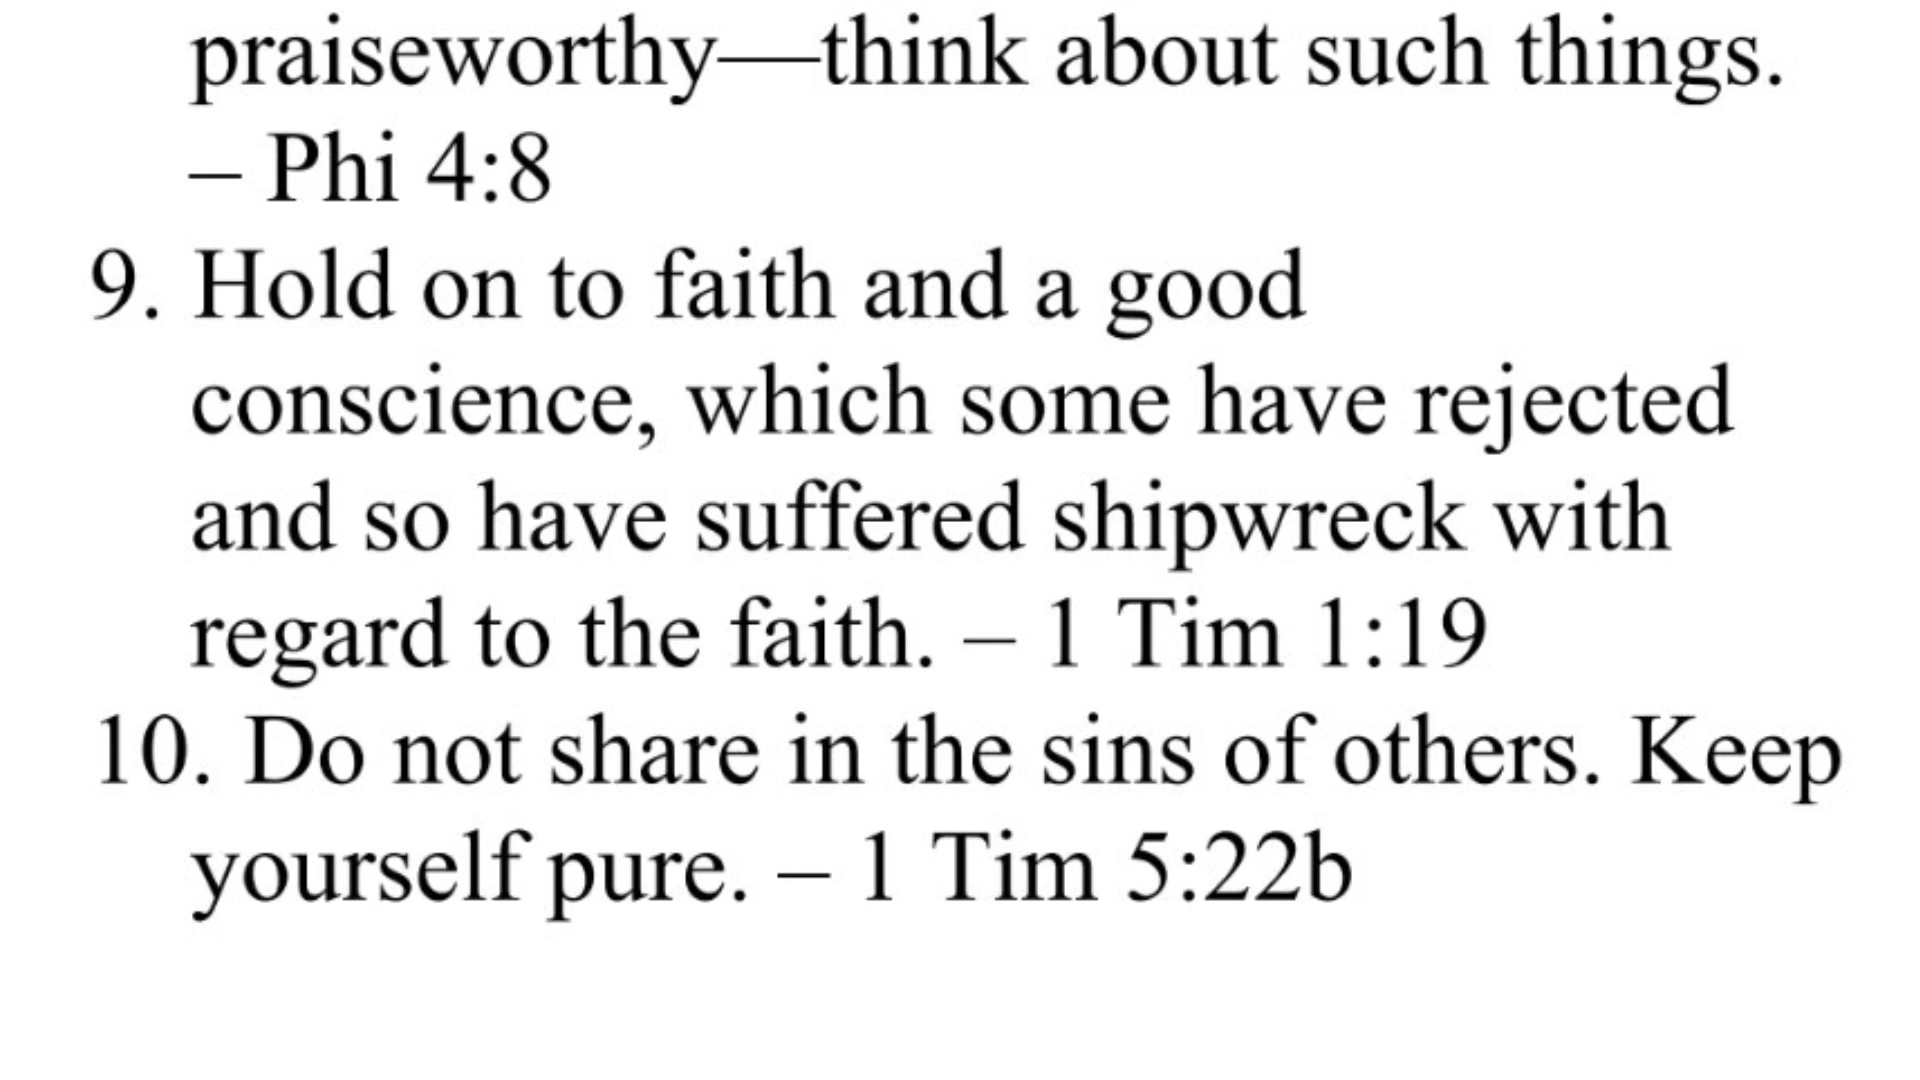 praiseworthy—think about such things.
– Phi 4:8
9. Hold on to faith and a good
conscience, which some have rejected
and so have suffered shipwreck with
regard to the faith. – 1 Tim 1:19
10. Do not share in the sins of others. Keep
yourself pure. – 1 Tim 5:22b